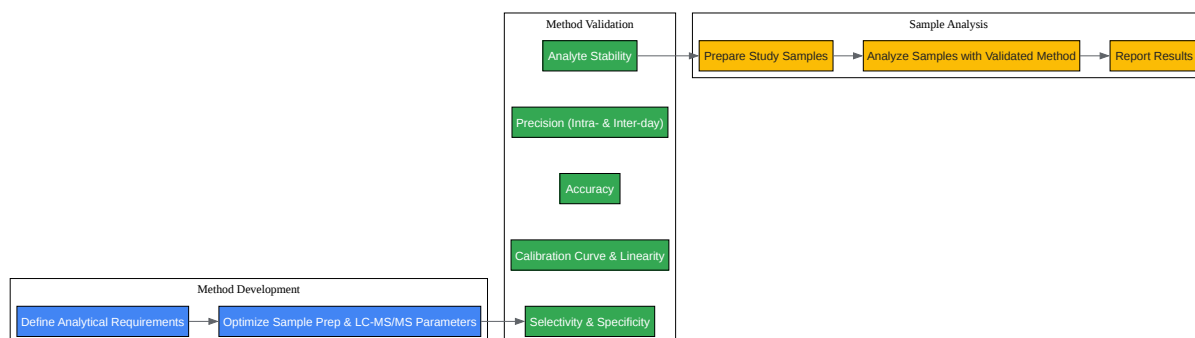 Method Validation
Sample Analysis
Analyte Stability
Prepare Study Samples
Analyze Samples with Validated Method
Report Results
Precision (Intra- & Inter-day)
Accuracy
Calibration Curve & Linearity
Method Development
Define Analytical Requirements
Optimize Sample Prep & LC-MS/MS Parameters
Selectivity & Specificity